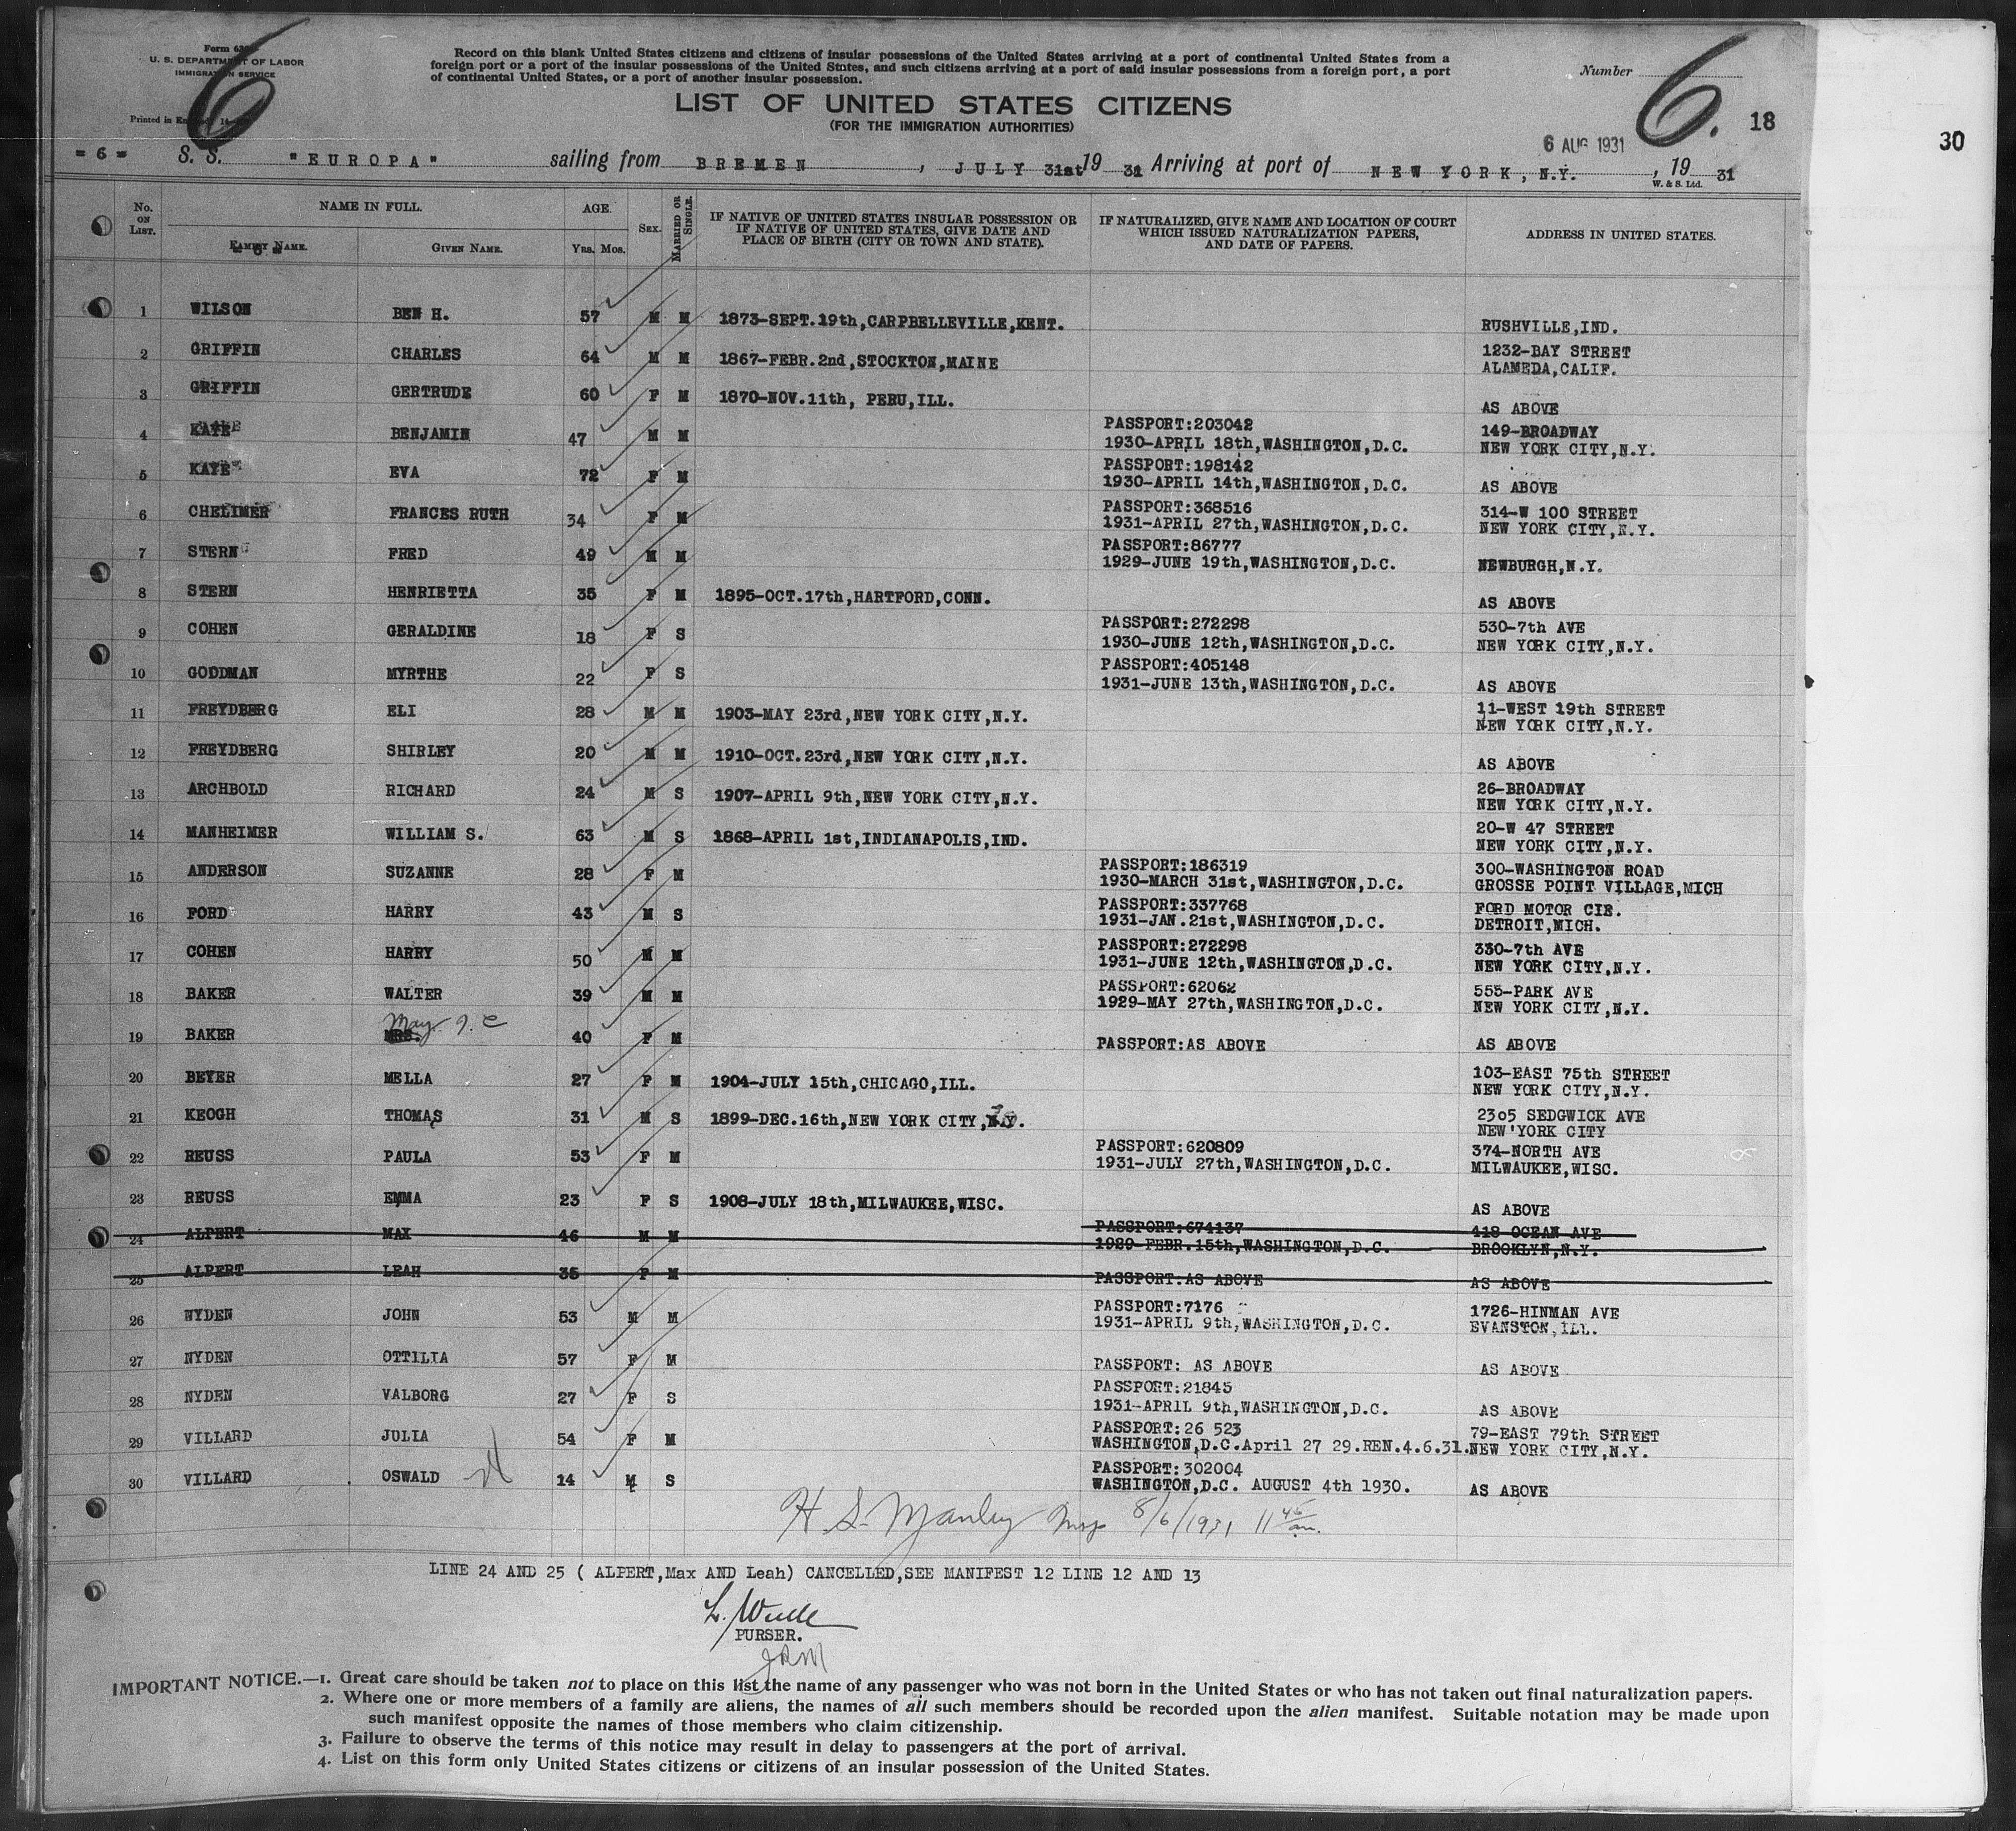 Form 630
U. S. DEPARTMENT OF LABOR
IMMIGRATION SERVICE
Printed in
6
Record on this blank United States citizens and citizens of insular possessions of the United States arriving at a port of continental United States from a
foreign port or a port of the insular possessions of the United States, and such citizens arriving at a port of said insular possessions from a foreign port, a port
of continental United States, or a port of another insular possession.
Number
6. 18
30
LIST OF UNITED STATES CITIZENS
(FOR THE IMMIGRATION AUTHORITIES)
6 AUG 1931
= 6 = S. S. "EUROPA" sailing from BREMEN, JULY 31st 19 31 Arriving at port of NEW YORK, N.Y., 19 31
W. & S. Ltd.
No. ON LIST. NAME IN FULL. AGE. SEX. MARRIED OR SINGLE. IF NATIVE OF UNITED STATES INSULAR POSSESSION OR IF NATIVE OF UNITED STATES, GIVE DATE AND PLACE OF BIRTH (CITY OR TOWN AND STATE). IF NATURALIZED, GIVE NAME AND LOCATION OF COURT WHICH ISSUED NATURALIZATION PAPERS, AND DATE OF PAPERS. ADDRESS IN UNITED STATES.
FAMILY NAME. GIVEN NAME. YRS. MOS.
= 6 =
1 WILSON BEN H. 57 M M 1873-SEPT.19th,CARPBELLEVILLE,KENT. RUSHVILLE,IND.
2 GRIFFIN CHARLES 64 M M 1867-FEBR.2nd,STOCKTON,MAINE 1232-BAY STREET
ALAMEDA,CALIF.
3 GRIFFIN GERTRUDE 60 F M 1870-NOV.11th, PERU,ILL. AS ABOVE
4 KAYE BENJAMIN 47 M M PASSPORT:203042 149-BROADWAY
1930-APRIL 18th,WASHINGTON,D.C. NEW YORK CITY,N.Y.
5 KAYE EVA 72 F M PASSPORT:198142
1930-APRIL 14th,WASHINGTON,D.C. AS ABOVE
6 CHELIMER FRANCES RUTH 34 F M PASSPORT:368516 314-W 100 STREET
1931-APRIL 27th,WASHINGTON,D.C. NEW YORK CITY,N.Y.
7 STERN FRED 49 M M PASSPORT:86777
1929-JUNE 19th,WASHINGTON,D.C. NEWBURGH,N.Y.
8 STERN HENRIETTA 35 F M 1895-OCT.17th,HARTFORD,CONN. AS ABOVE
9 COHEN GERALDINE 18 F S PASSPORT:272298 530-7th AVE
1930-JUNE 12th,WASHINGTON,D.C. NEW YORK CITY,N.Y.
10 GODDMAN MYRTHE 22 F S PASSPORT:405148
1931-JUNE 13th,WASHINGTON,D.C. AS ABOVE
11 FREYDBERG ELI 28 M M 1903-MAY 23rd,NEW YORK CITY,N.Y. 11-WEST 19th STREET
NEW YORK CITY,N.Y.
12 FREYDBERG SHIRLEY 20 M M 1910-OCT.23rd,NEW YORK CITY,N.Y. AS ABOVE
13 ARCHBOLD RICHARD 24 M S 1907-APRIL 9th,NEW YORK CITY,N.Y. 26-BROADWAY
NEW YORK CITY,N.Y.
14 MANHEIMER WILLIAM S. 63 M S 1868-APRIL 1st,INDIANAPOLIS,IND. 20-W 47 STREET
NEW YORK CITY,N.Y.
15 ANDERSON SUZANNE 28 F M PASSPORT:186319 300-WASHINGTON ROAD
1930-MARCH 31st,WASHINGTON,D.C. GROSSE POINT VILLAGE,MICH
16 FORD HARRY 43 M S PASSPORT:337768 FORD MOTOR CIE.
1931-JAN.21st,WASHINGTON,D.C. DETROIT,MICH.
17 COHEN HARRY 50 M M PASSPORT:272298 330-7th AVE
1931-JUNE 12th,WASHINGTON,D.C. NEW YORK CITY,N.Y.
18 BAKER WALTER 39 M M PASSPORT:62062 555-PARK AVE
1929-MAY 27th,WASHINGTON,D.C. NEW YORK CITY,N.Y.
May
19 BAKER MRS. 40 F M PASSPORT:AS ABOVE AS ABOVE
20 BEYER MELLA 27 F M 1904-JULY 15th,CHICAGO,ILL. 103-EAST 75th STREET
NEW YORK CITY,N.Y.
21 KEOGH THOMAS 31 M S 1899-DEC.16th,NEW YORK CITY,N.Y. 2305 SEDGWICK AVE
NEW YORK CITY
22 REUSS PAULA 53 F M PASSPORT:620809 374-NORTH AVE
1931-JULY 27th,WASHINGTON,D.C. MILWAUKEE,WISC.
23 REUSS EMMA 23 F S 1908-JULY 18th,MILWAUKEE,WISC. AS ABOVE
24 ALPERT MAX 46 M M PASSPORT:674137 418-OCEAN AVE
1929-FEBR.15th,WASHINGTON,D.C. BROOKLYN,N.Y.
25 ALPERT LEAH 35 F M PASSPORT:AS ABOVE AS ABOVE
26 NYDEN JOHN 53 M M PASSPORT:7176 1726-HINMAN AVE
1931-APRIL 9th,WASHINGTON,D.C. EVANSTON,ILL.
27 NYDEN OTTILIA 57 F M PASSPORT: AS ABOVE AS ABOVE
28 NYDEN VALBORG 27 F S PASSPORT:21845
1931-APRIL 9th,WASHINGTON,D.C. AS ABOVE
29 VILLARD JULIA 54 F M PASSPORT:26 523 79-EAST 79th STREET
WASHINGTON,D.C.April 27 29.REN.4.6.31. NEW YORK CITY,N.Y.
30 VILLARD OSWALD 14 M S PASSPORT:302004
WASHINGTON,D.C. AUGUST 4th 1930. AS ABOVE
H. S. Manley Insp 8/6/1931 11 45 am.
LINE 24 AND 25 ( ALPERT,Max AND Leah) CANCELLED,SEE MANIFEST 12 LINE 12 AND 13
PURSER.
IMPORTANT NOTICE.—1. Great care should be taken not to place on this list the name of any passenger who was not born in the United States or who has not taken out final naturalization papers.
2. Where one or more members of a family are aliens, the names of all such members should be recorded upon the alien manifest. Suitable notation may be made upon
such manifest opposite the names of those members who claim citizenship.
3. Failure to observe the terms of this notice may result in delay to passengers at the port of arrival.
4. List on this form only United States citizens or citizens of an insular possession of the United States.